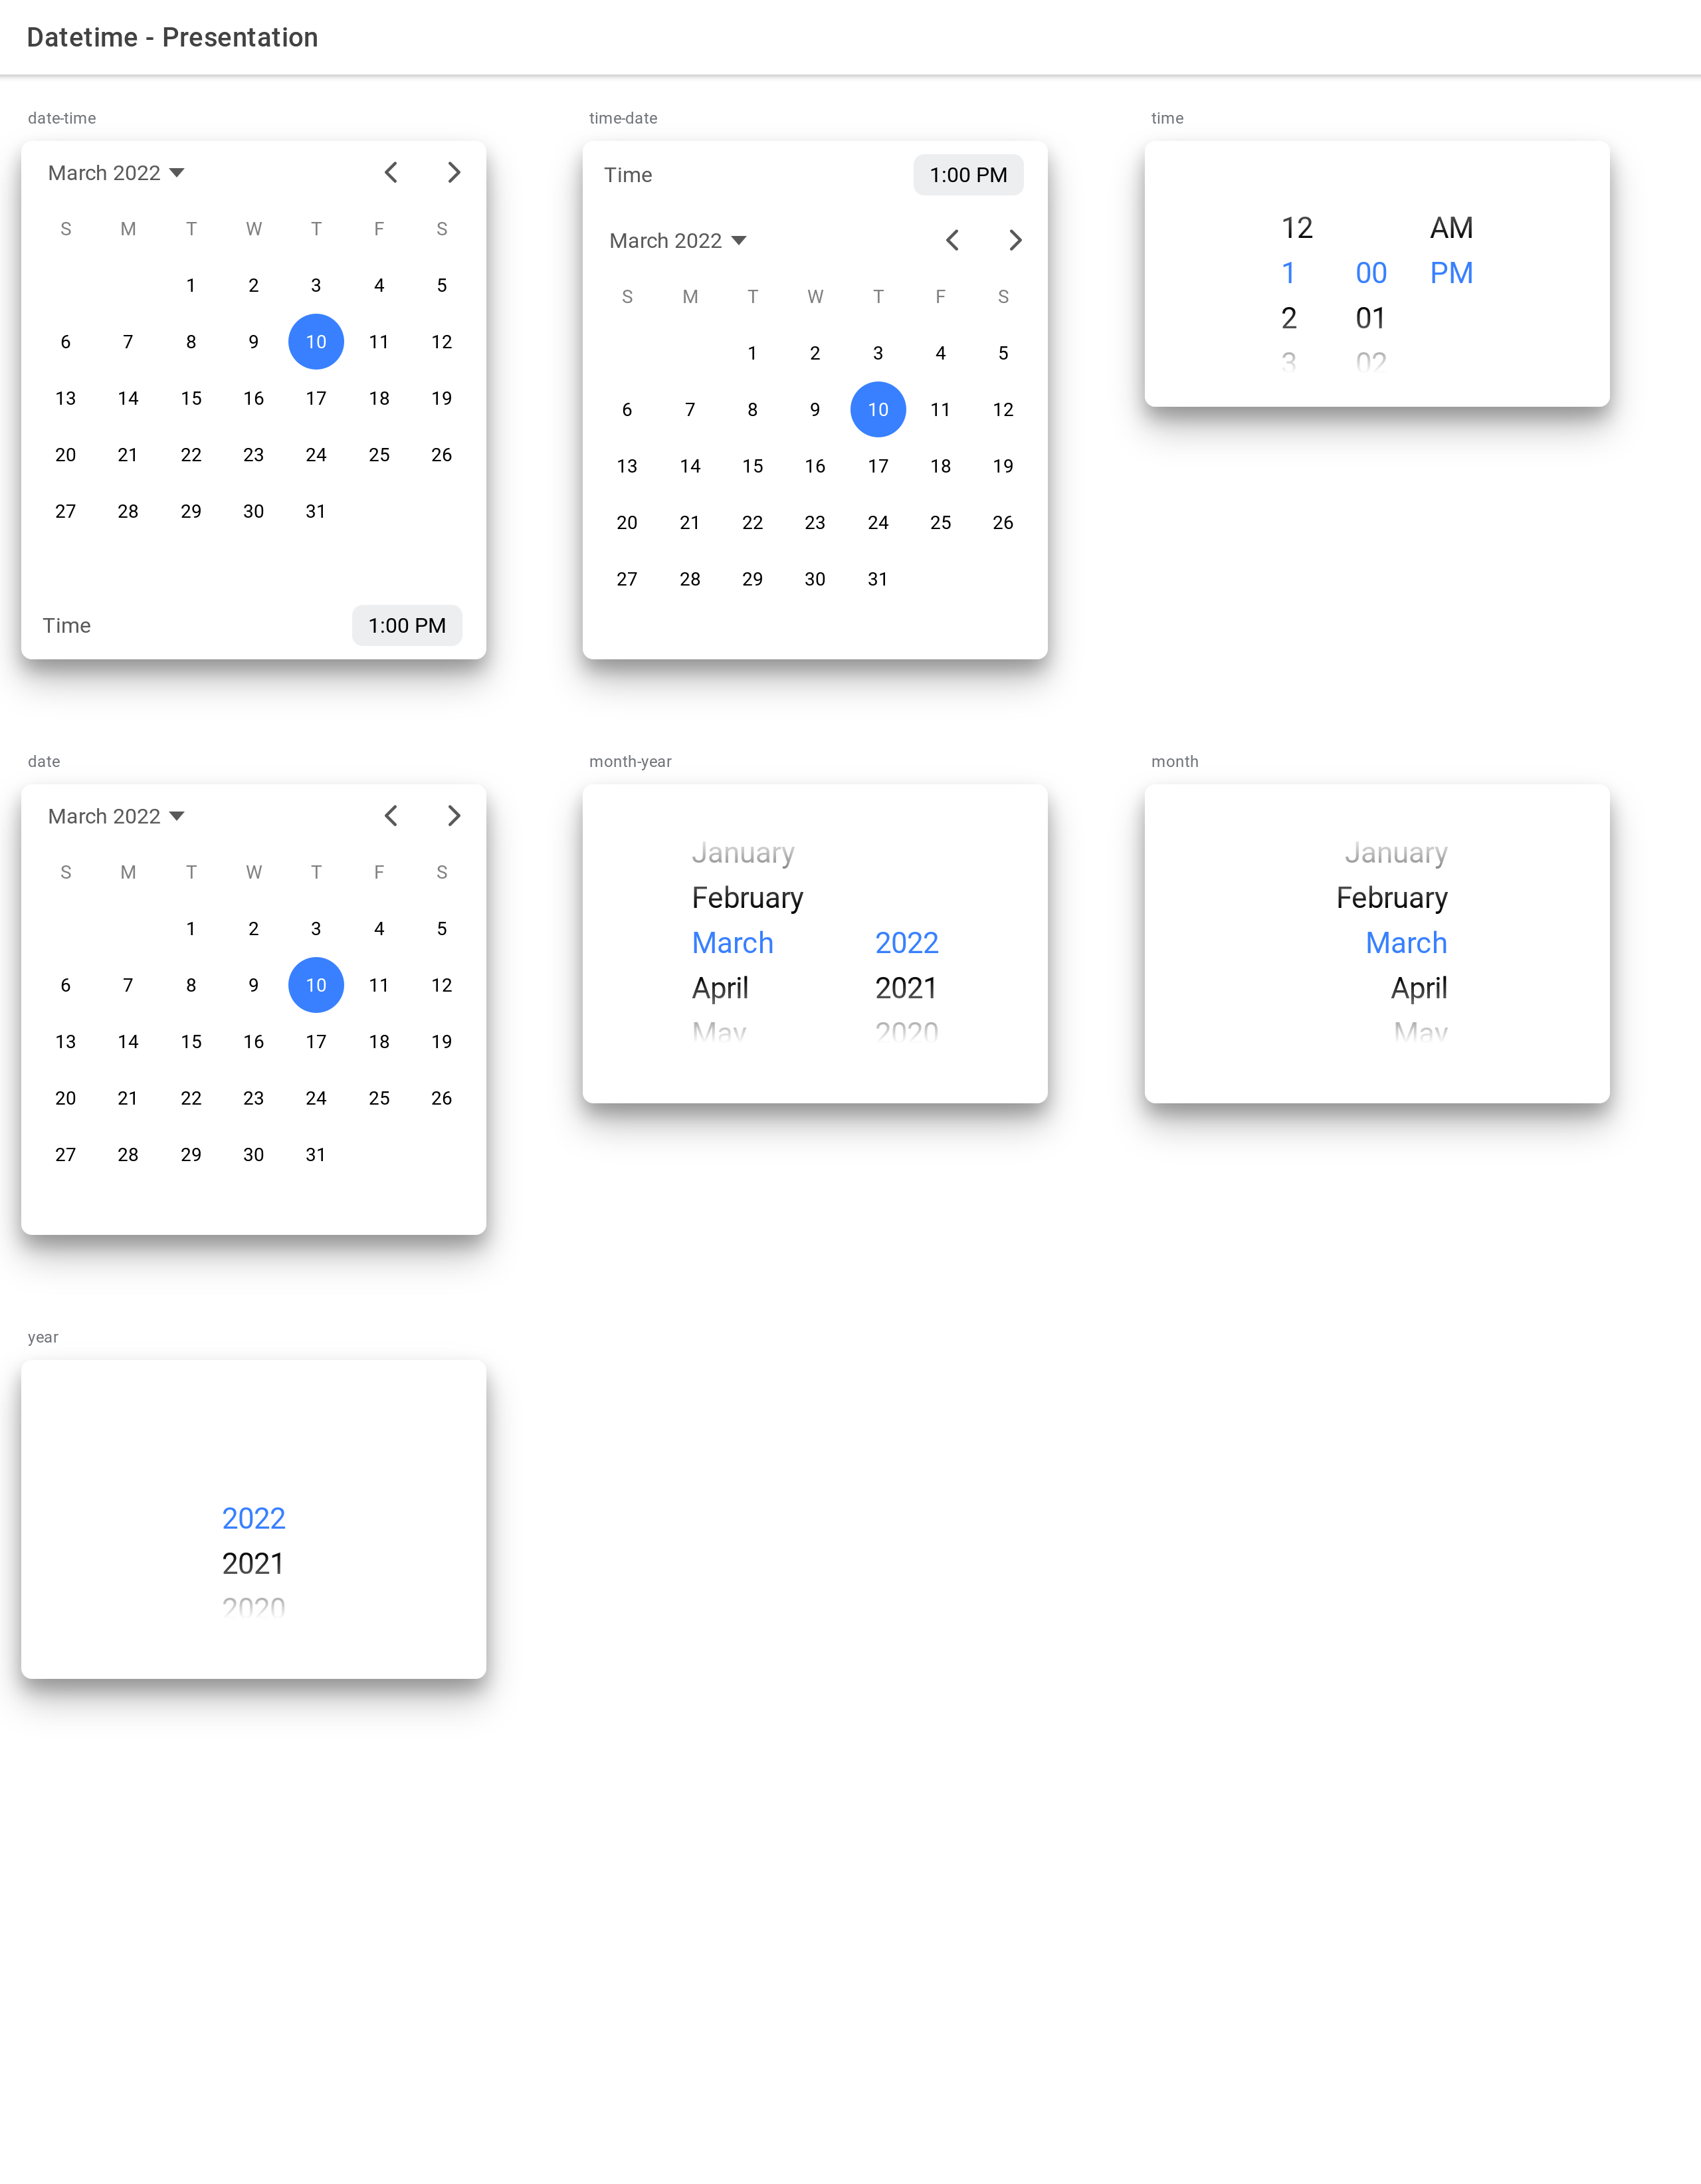 Datetime - Presentation
date-time
March 2022
S M T W T F S
1 2 3 4 5
6 7 8 9 10 11 12
13 14 15 16 17 18 19
20 21 22 23 24 25 26
27 28 29 30 31
Time 1:00 PM
time-date
Time 1:00 PM
March 2022
S M T W T F S
1 2 3 4 5
6 7 8 9 10 11 12
13 14 15 16 17 18 19
20 21 22 23 24 25 26
27 28 29 30 31
time
12 AM
1 00 PM
2 01
3 02
date
March 2022
S M T W T F S
1 2 3 4 5
6 7 8 9 10 11 12
13 14 15 16 17 18 19
20 21 22 23 24 25 26
27 28 29 30 31
month-year
January
February
March 2022
April 2021
May 2020
month
January
February
March
April
May
year
2022
2021
2020